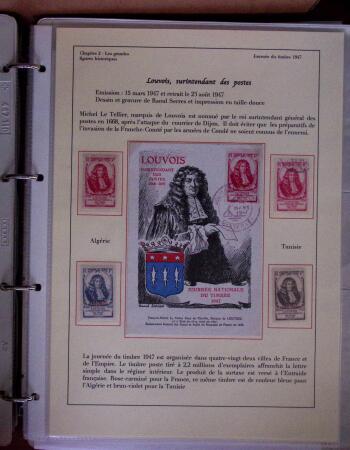 Chapitre 2 - Les grandes
figures historiques
Journée du timbre 1947
Louvois, surintendant des postes
Emission : 15 mars 1947 et retrait le 23 août 1947
Dessin et gravure de Raoul Serres et impression en taille-douce
Michel Le Tellier, marquis de Louvois est nommé par le roi surintendant général des
postes en 1668, après l'attaque du courrier de Dijon. Il doit éviter que les préparatifs de
l'invasion de la Franche-Comté par les armées de Condé ne soient connus de l'ennemi.
LOUVOIS
SURINTENDANT
DES
POSTES
Algérie
Tunisie
JOURNÉE NATIONALE
DU TIMBRE
1947
La journée du timbre 1947 est organisée dans quatre-vingt-deux villes de France et
de l'Empire. Le timbre poste tiré à 2,2 millions d'exemplaires affranchit la lettre
simple dans le régime intérieur. Le produit de la surtaxe est versé à l'Entraide
française. Rose-carminé pour la France, ce même timbre est de couleur bleue pour
l'Algérie et brun-violet pour la Tunisie